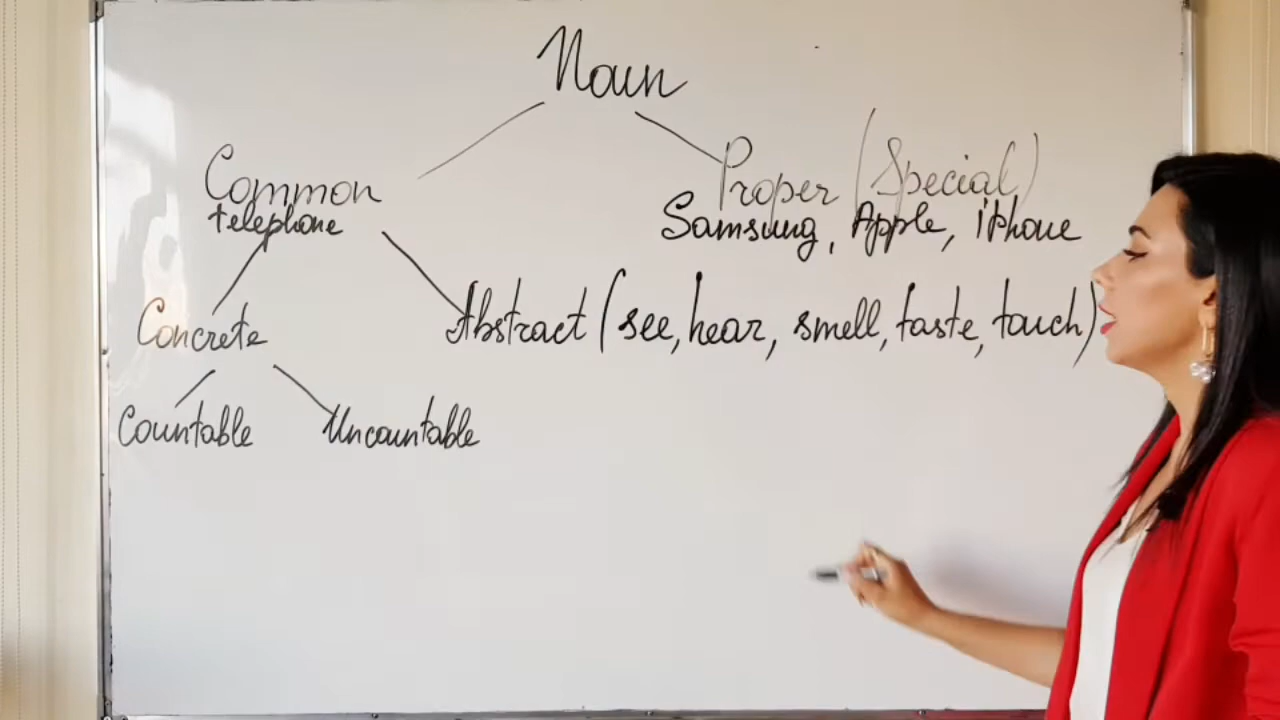 Noun
Common
telephone
Proper (Special)
Samsung, Apple, iPhone
Concrete
Abstract (see, hear, smell, taste, touch)
Countable
Uncountable